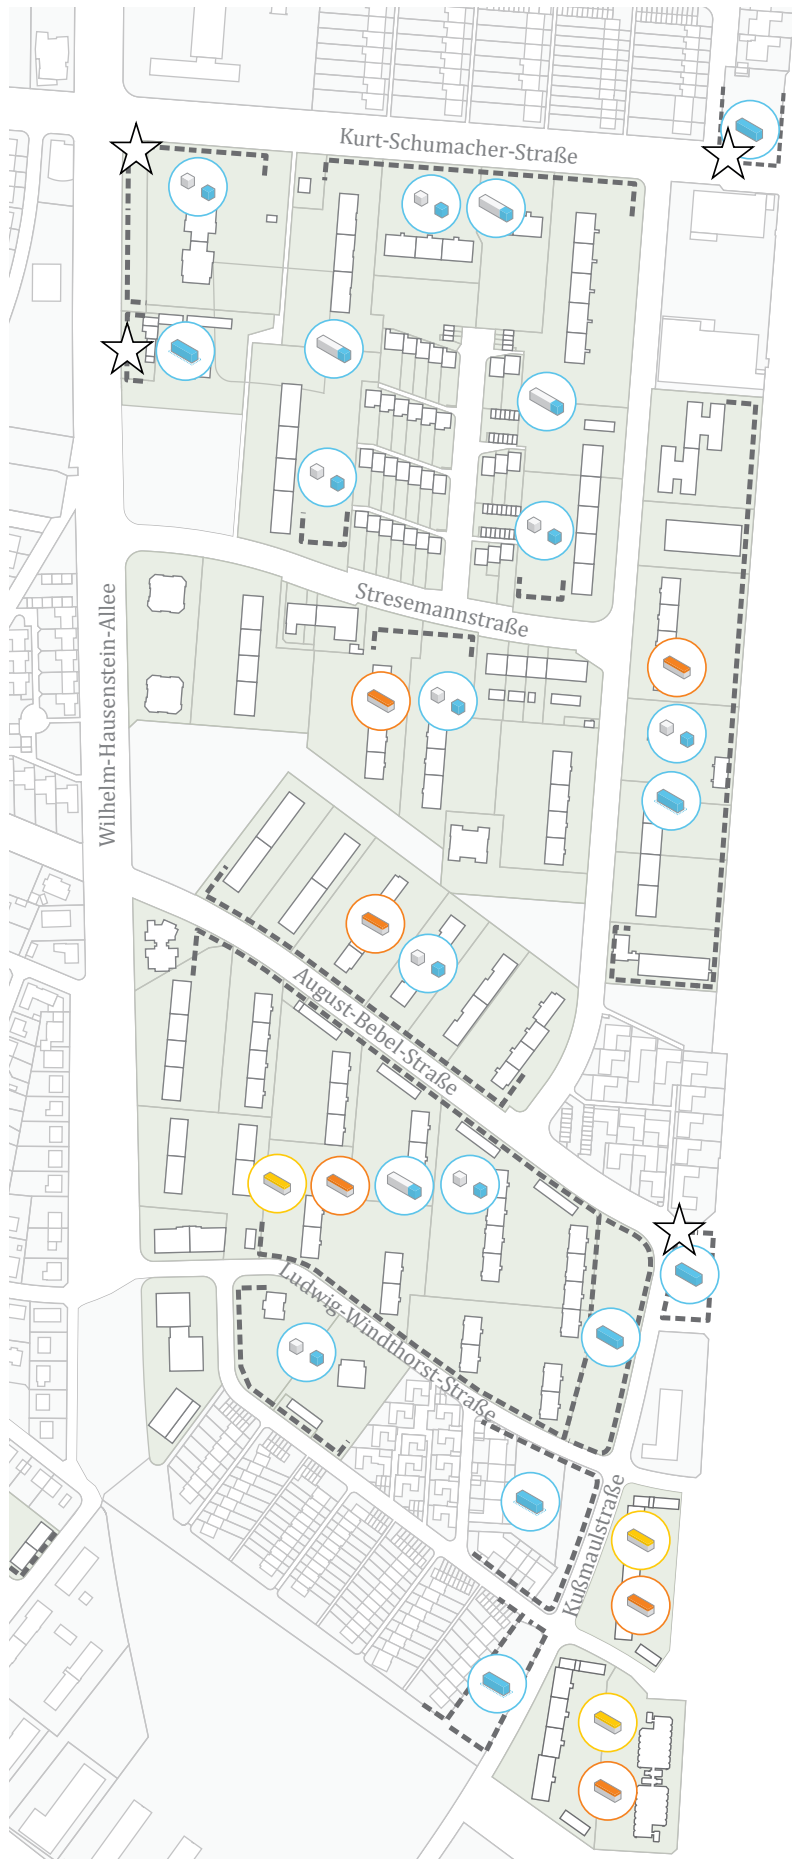 Kurt-Schumacher-Straße
Stresemannstraße
Wilhelm-Hausenstein-Allee
August-Bebel-Straße
Ludwig-Windthorst-Straße
Kußmaulstraße